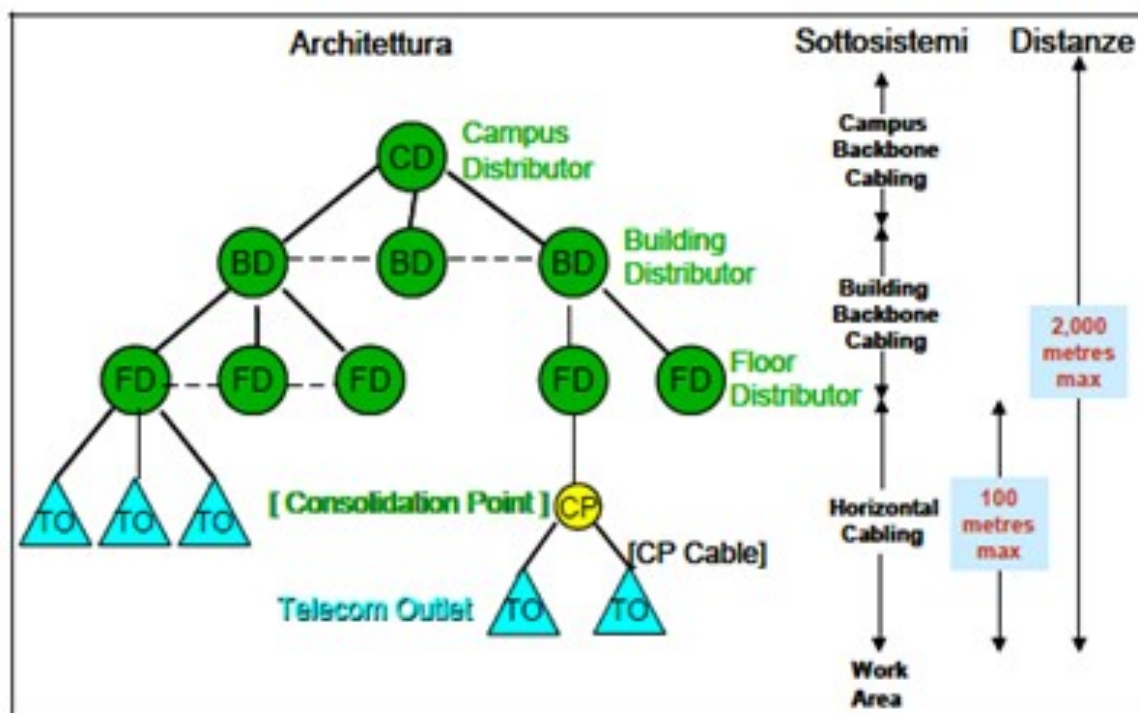 Architettura
Sottosistemi
Distanze
CD
Campus
Distributor
Campus
Backbone
Cabling
BD
BD
BD
Building
Distributor
Building
Backbone
Cabling
2,000
metres
max
FD
FD
FD
FD
FD
Floor
Distributor
TO
TO
TO
[ Consolidation Point ]
CP
Horizontal
Cabling
100
metres
max
[CP Cable]
Telecom Outlet
TO
TO
Work
Area